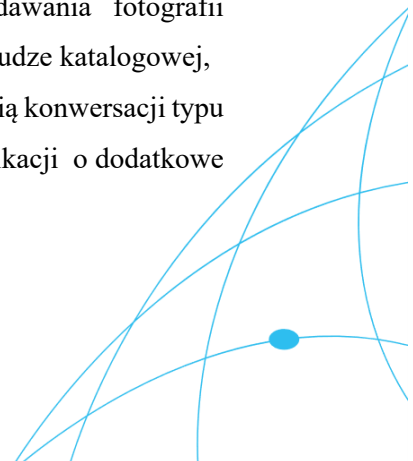 dawania fotografii
udze katalogowej,
ią konwersacji typu
kacji o dodatkowe